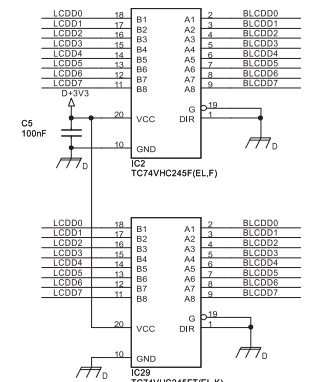 LCDD0 18 B1 A1 2 BLCDD0
LCDD1 17 B2 A2 3 BLCDD1
LCDD2 16 B3 A3 4 BLCDD2
LCDD3 15 B4 A4 5 BLCDD3
LCDD4 14 B5 A5 6 BLCDD4
LCDD5 13 B6 A6 7 BLCDD5
LCDD6 12 B7 A7 8 BLCDD6
LCDD7 11 B8 A8 9 BLCDD7
D+3V3
G 19
C5 20 VCC DIR 1
100nF
10 GND
D D
IC2
TC74VHC245F(EL,F)
LCDD0 18 B1 A1 2 BLCDD0
LCDD1 17 B2 A2 3 BLCDD1
LCDD2 16 B3 A3 4 BLCDD2
LCDD3 15 B4 A4 5 BLCDD3
LCDD4 14 B5 A5 6 BLCDD4
LCDD5 13 B6 A6 7 BLCDD5
LCDD6 12 B7 A7 8 BLCDD6
LCDD7 11 B8 A8 9 BLCDD7
G 19
20 VCC DIR 1
10 GND
D D
IC29
TC74VHC245FT(EL,K)